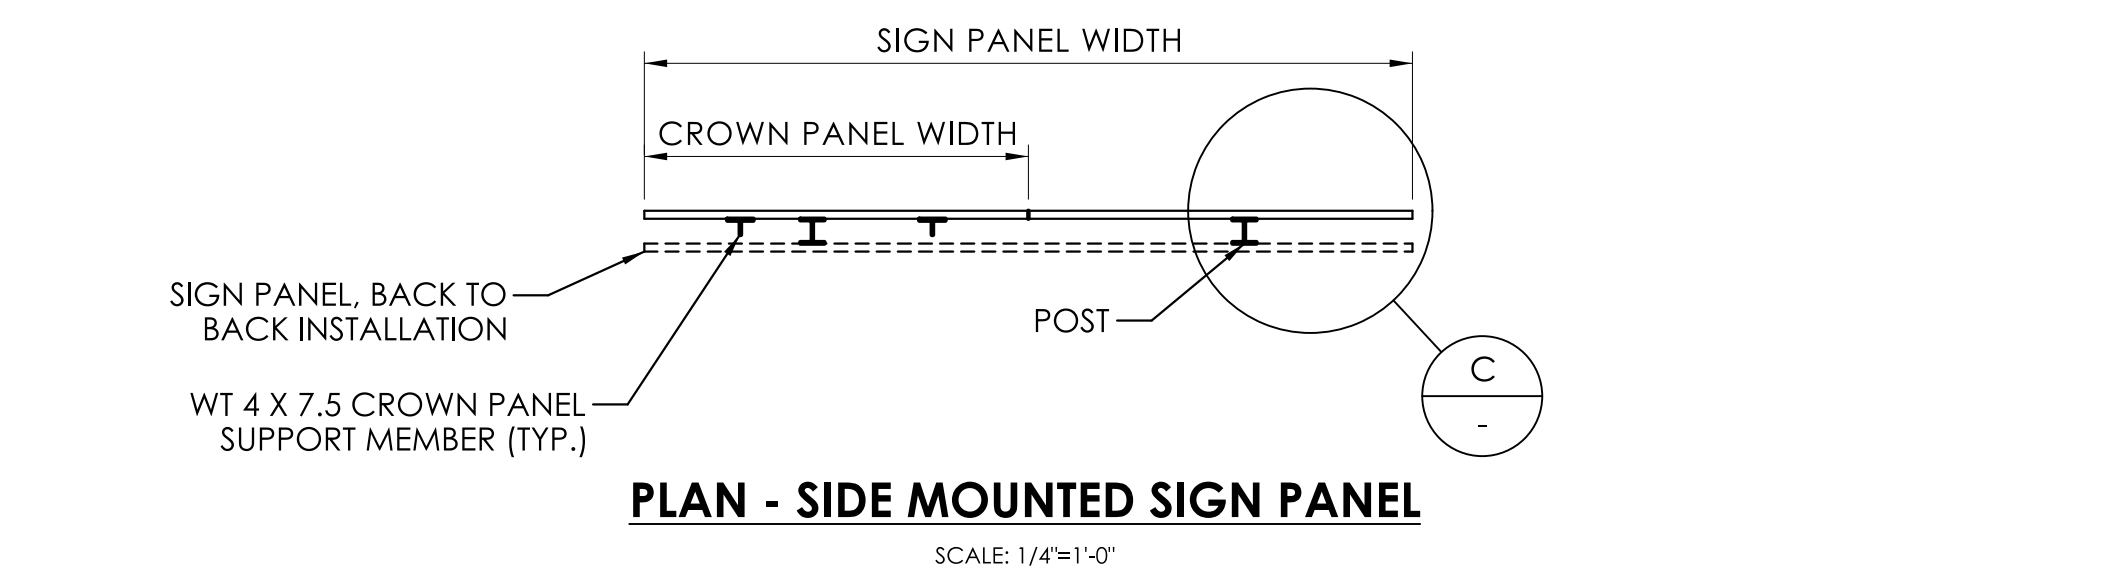 SIGN PANEL WIDTH
CROWN PANEL WIDTH
SIGN PANEL, BACK TO
BACK INSTALLATION
POST
WT 4 X 7.5 CROWN PANEL
SUPPORT MEMBER (TYP.)
C
-
PLAN - SIDE MOUNTED SIGN PANEL
SCALE: 1/4"=1'-0"